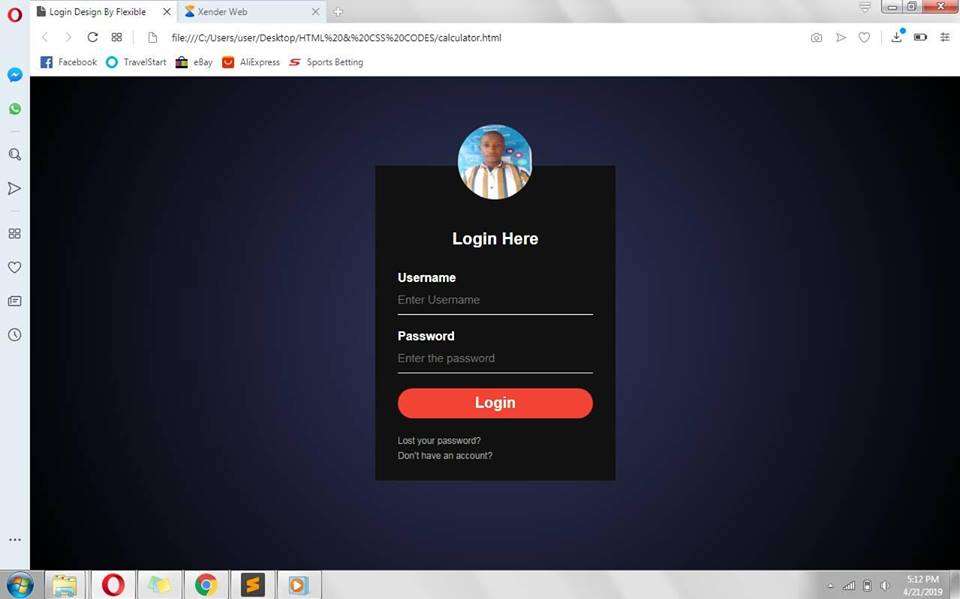 Login Design By Flexible
Xender Web
file:///C:/Users/user/Desktop/HTML%20&%20CSS%20CODES/calculator.html
Facebook TravelStart eBay AliExpress Sports Betting
Login Here
Username
Enter Username
Password
Enter the password
Login
Lost your password?
Don't have an account?
5:12 PM
4/21/2019